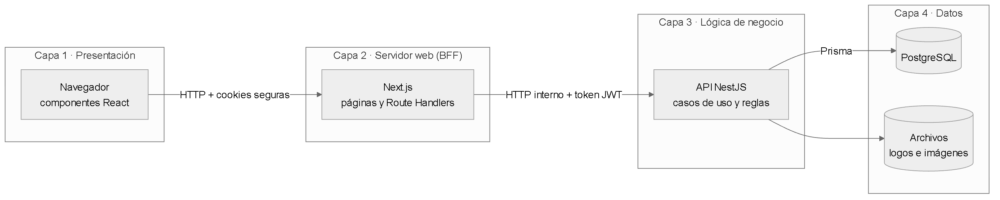 Capa 1 · Presentación
Navegador
componentes React
HTTP + cookies seguras
Capa 2 · Servidor web (BFF)
Next.js
páginas y Route Handlers
HTTP interno + token JWT
Capa 3 · Lógica de negocio
API NestJS
casos de uso y reglas
Prisma
Capa 4 · Datos
PostgreSQL
Archivos
logos e imágenes